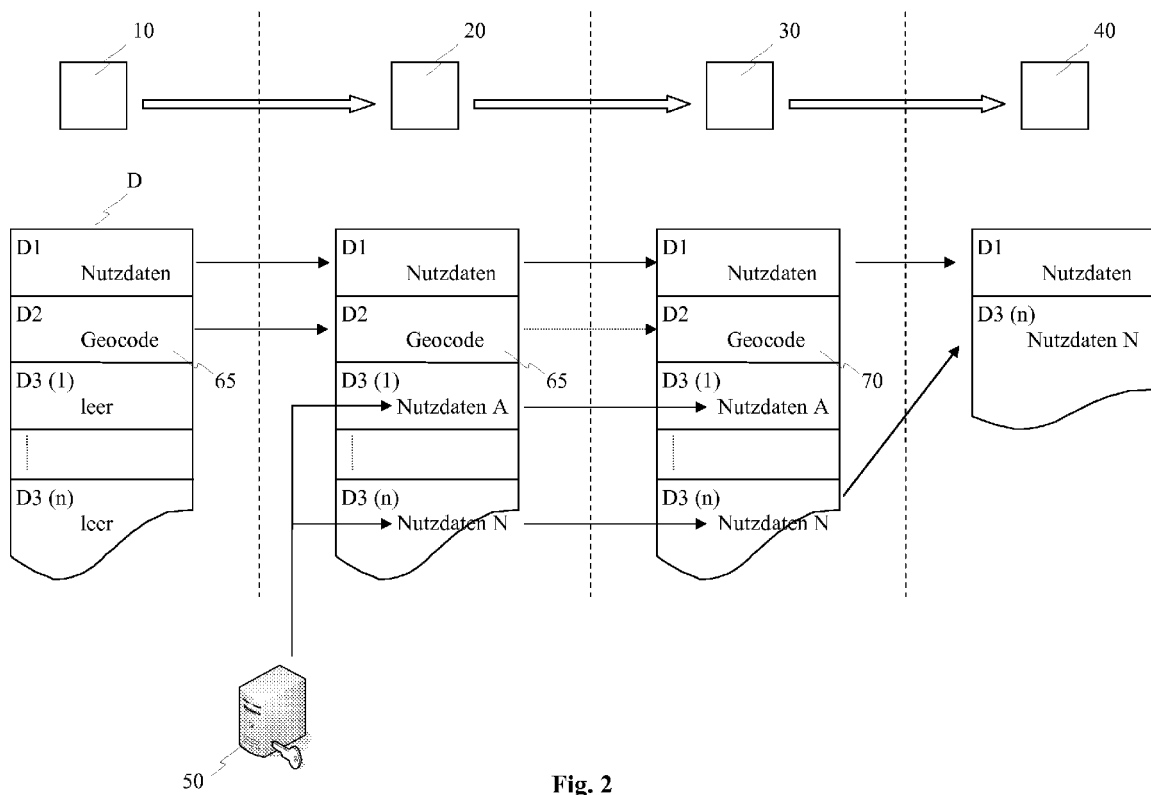 10
20
30
40
D
D1
Nutzdaten
D2
Geocode
65
D3 (1)
leer
D3 (n)
leer
D1
Nutzdaten
D2
Geocode
65
D3 (1)
Nutzdaten A
D3 (n)
Nutzdaten N
D1
Nutzdaten
D2
Geocode
70
D3 (1)
Nutzdaten A
D3 (n)
Nutzdaten N
D1
Nutzdaten
D3 (n)
Nutzdaten N
50
Fig. 2